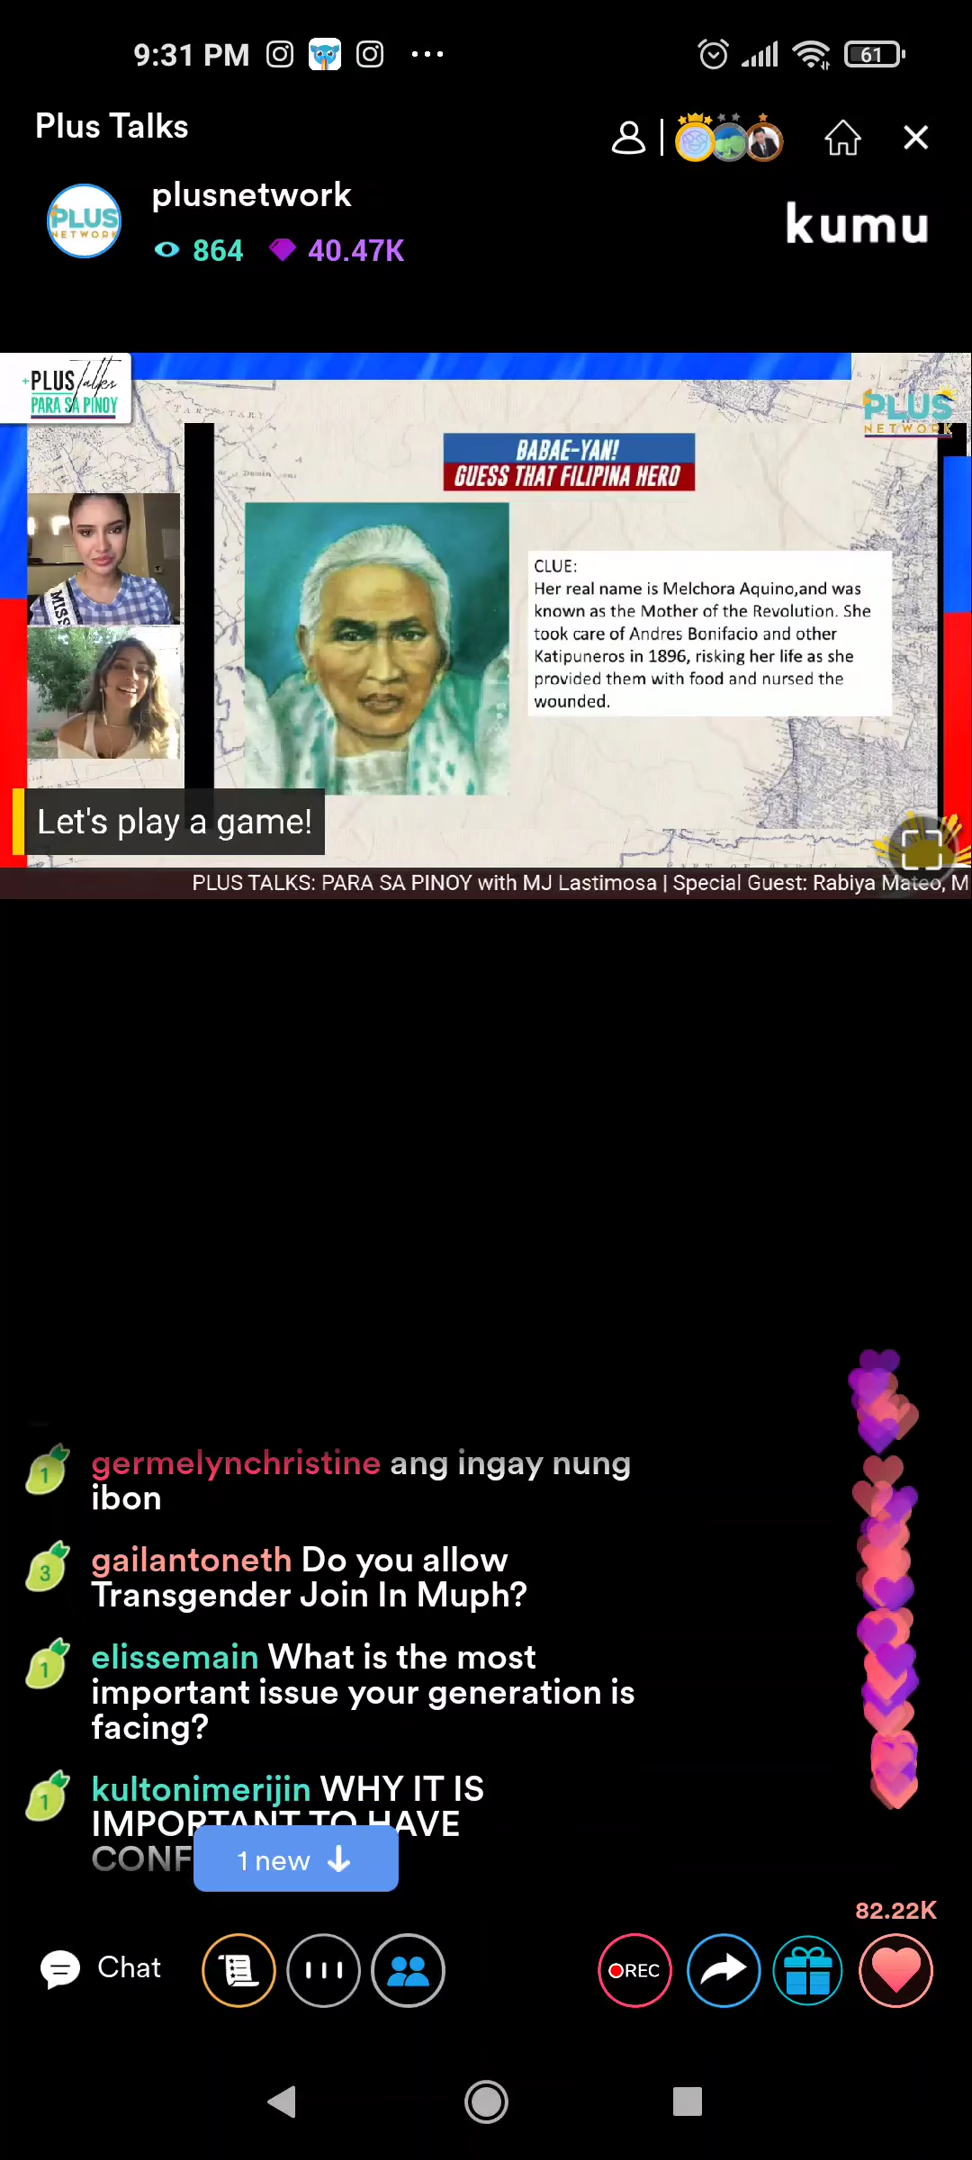 9:31 PM
61
Plus Talks
plusnetwork
864 40.47K
kumu
PLUS
NETWORK
+PLUS Talks
PARA SA PINOY
PLUS
NETWORK
BABAE-YAN!
GUESS THAT FILIPINA HERO
CLUE:
Her real name is Melchora Aquino,and was
known as the Mother of the Revolution. She
took care of Andres Bonifacio and other
Katipuneros in 1896, risking her life as she
provided them with food and nursed the
wounded.
MISS
Let's play a game!
PLUS TALKS: PARA SA PINOY with MJ Lastimosa | Special Guest: Rabiya Mateo, M
1 germelynchristine ang ingay nung
ibon
3 gailantoneth Do you allow
Transgender Join In Muph?
1 elissemain What is the most
important issue your generation is
facing?
1 kultonimerijin WHY IT IS
IMPORTANT TO HAVE
CONF
1 new
82.22K
Chat
REC